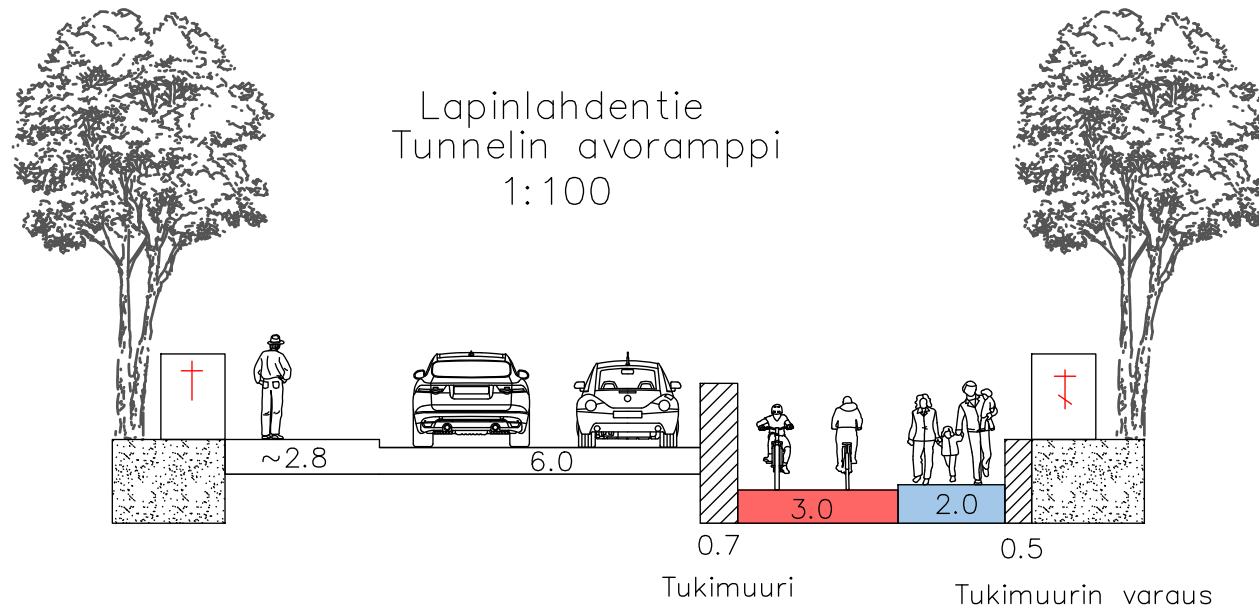 Lapinlahdentie
Tunnelin avoramppi
1:100
~2.8
6.0
3.0
2.0
0.7
0.5
Tukimuuri
Tukimuurin varaus